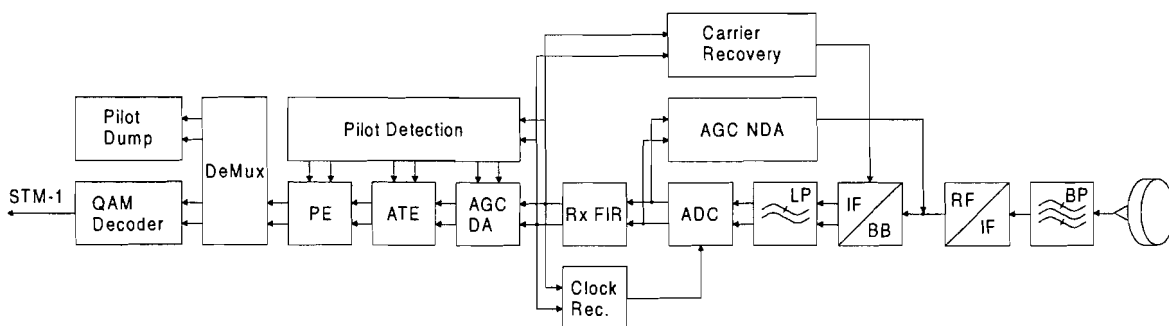 Carrier
Recovery
Pilot
Dump
DeMux
Pilot Detection
AGC NDA
STM-1
QAM
Decoder
PE
ATE
AGC
DA
Rx FIR
ADC
LP
IF
BB
RF
IF
BP
Clock
Rec.